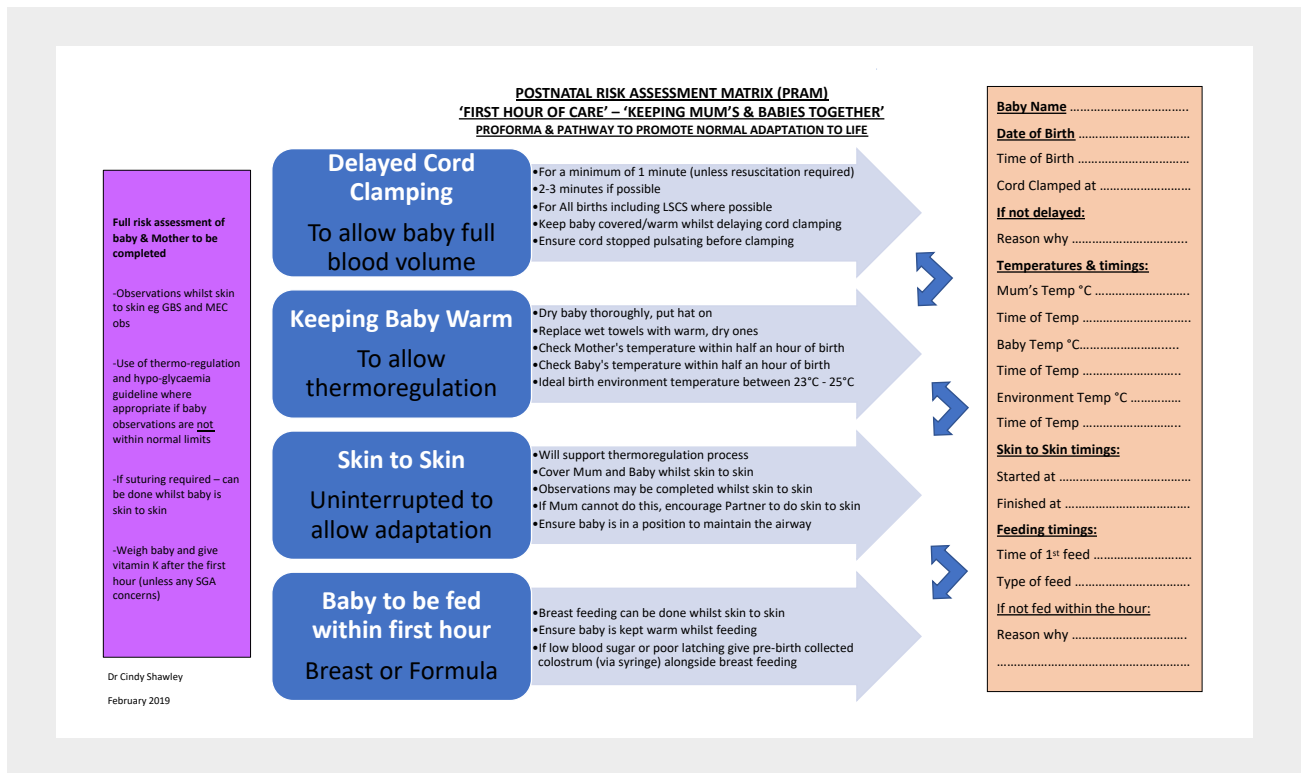 POSTNATAL RISK ASSESSMENT MATRIX (PRAM)
‘FIRST HOUR OF CARE’ – ‘KEEPING MUM’S & BABIES TOGETHER’
PROFORMA & PATHWAY TO PROMOTE NORMAL ADAPTATION TO LIFE
Full risk assessment of
baby & Mother to be
completed
-Observations whilst skin
to skin eg GBS and MEC
obs
-Use of thermo-regulation
and hypo-glycaemia
guideline where
appropriate if baby
observations are not
within normal limits
-If suturing required – can
be done whilst baby is
skin to skin
-Weigh baby and give
vitamin K after the first
hour (unless any SGA
concerns)
Dr Cindy Shawley
February 2019
Delayed Cord
Clamping
To allow baby full
blood volume
•For a minimum of 1 minute (unless resuscitation required)
•2-3 minutes if possible
•For All births including LSCS where possible
•Keep baby covered/warm whilst delaying cord clamping
•Ensure cord stopped pulsating before clamping
Keeping Baby Warm
To allow
thermoregulation
•Dry baby thoroughly, put hat on
•Replace wet towels with warm, dry ones
•Check Mother's temperature within half an hour of birth
•Check Baby's temperature within half an hour of birth
•Ideal birth environment temperature between 23°C - 25°C
Skin to Skin
Uninterrupted to
allow adaptation
•Will support thermoregulation process
•Cover Mum and Baby whilst skin to skin
•Observations may be completed whilst skin to skin
•If Mum cannot do this, encourage Partner to do skin to skin
•Ensure baby is in a position to maintain the airway
Baby to be fed
within first hour
Breast or Formula
•Breast feeding can be done whilst skin to skin
•Ensure baby is kept warm whilst feeding
•If low blood sugar or poor latching give pre-birth collected
colostrum (via syringe) alongside breast feeding
Baby Name ……………………………..
Date of Birth ……………………………
Time of Birth ……………………………
Cord Clamped at ………………………
If not delayed:
Reason why …………………………….
Temperatures & timings:
Mum’s Temp °C ……………………….
Time of Temp …………………………..
Baby Temp °C……………………….....
Time of Temp ………………………..
Environment Temp °C ……………
Time of Temp ………………………..
Skin to Skin timings:
Started at …………………………………
Finished at ……………………………….
Feeding timings:
Time of 1st feed ………………………..
Type of feed …………………………….
If not fed within the hour:
Reason why …………………………….
…………………………………………………